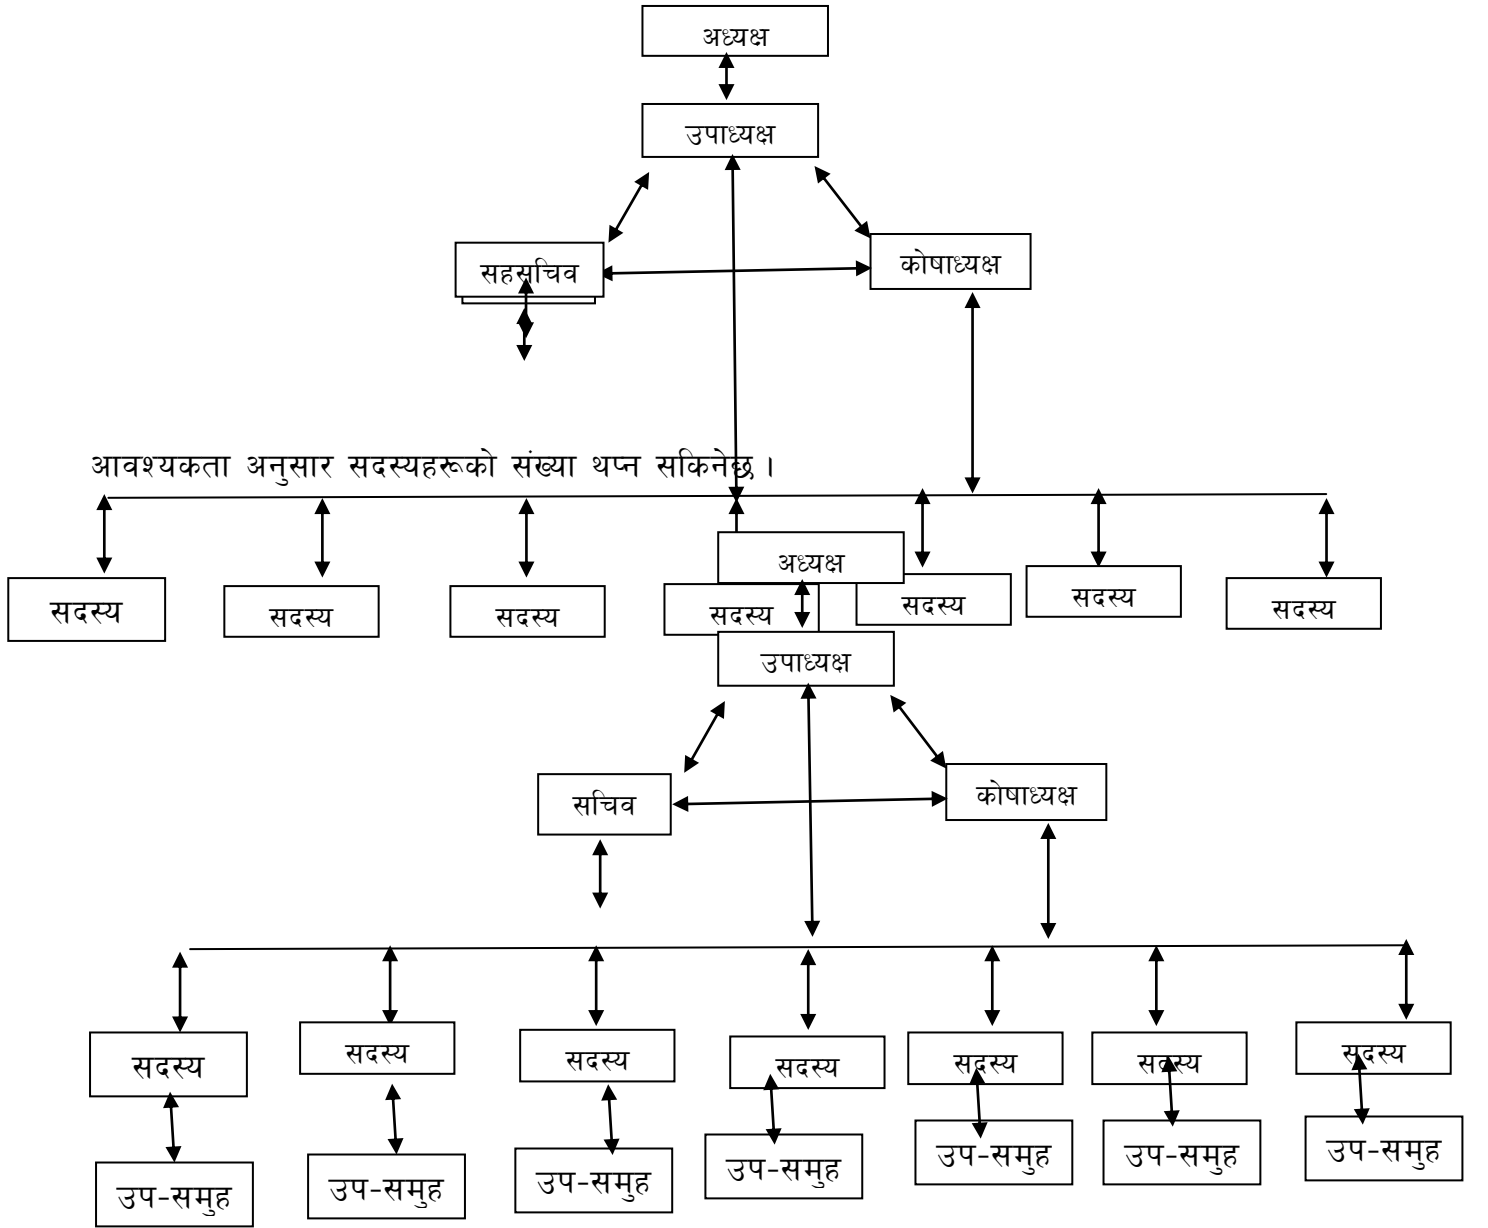 अध्यक्ष
उपाध्यक्ष
सहसचिव
कोषाध्यक्ष
आवश्यकता अनुसार सदस्यहरूको संख्या थप्न सकिनेछ ।
अध्यक्ष
सदस्य सदस्य सदस्य सदस्य सदस्य सदस्य सदस्य
उपाध्यक्ष
सचिव
कोषाध्यक्ष
सदस्य सदस्य सदस्य सदस्य सदस्य सदस्य सदस्य
उप-समुह उप-समुह उप-समुह उप-समुह उप-समुह उप-समुह उप-समुह